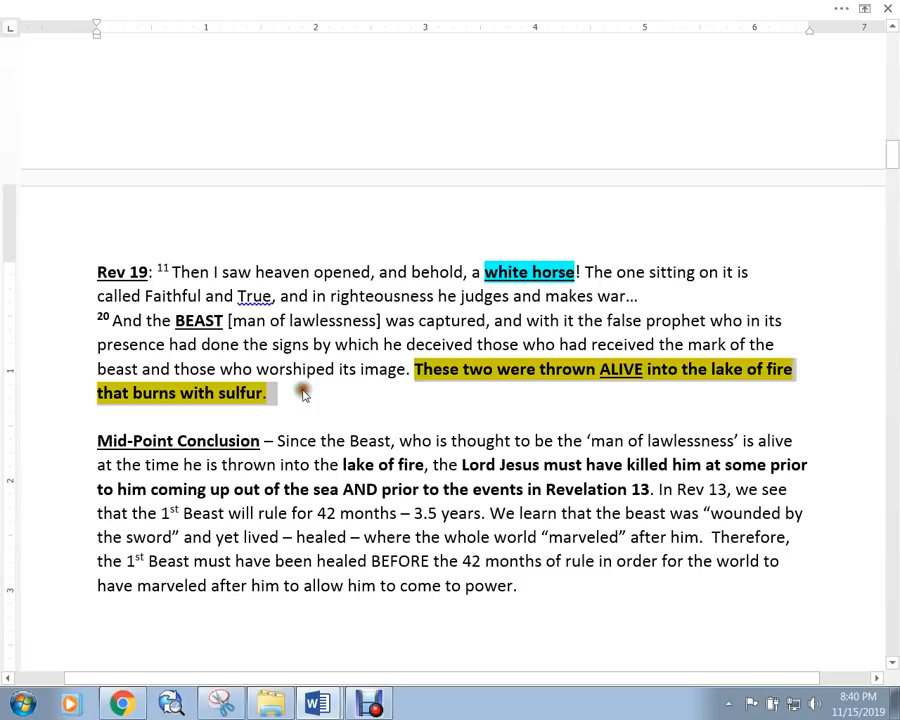 1 2 3 4 5 6 7
Rev 19: 11 Then I saw heaven opened, and behold, a white horse! The one sitting on it is
called Faithful and True, and in righteousness he judges and makes war…
20 And the BEAST [man of lawlessness] was captured, and with it the false prophet who in its
presence had done the signs by which he deceived those who had received the mark of the
beast and those who worshiped its image. These two were thrown ALIVE into the lake of fire
that burns with sulfur.
1
Mid-Point Conclusion – Since the Beast, who is thought to be the ‘man of lawlessness’ is alive
at the time he is thrown into the lake of fire, the Lord Jesus must have killed him at some prior
2
to him coming up out of the sea AND prior to the events in Revelation 13. In Rev 13, we see
that the 1st Beast will rule for 42 months – 3.5 years. We learn that the beast was “wounded by
the sword” and yet lived – healed – where the whole world “marveled” after him.  Therefore,
the 1st Beast must have been healed BEFORE the 42 months of rule in order for the world to
3
have marveled after him to allow him to come to power.
W
8:40 PM
11/15/2019